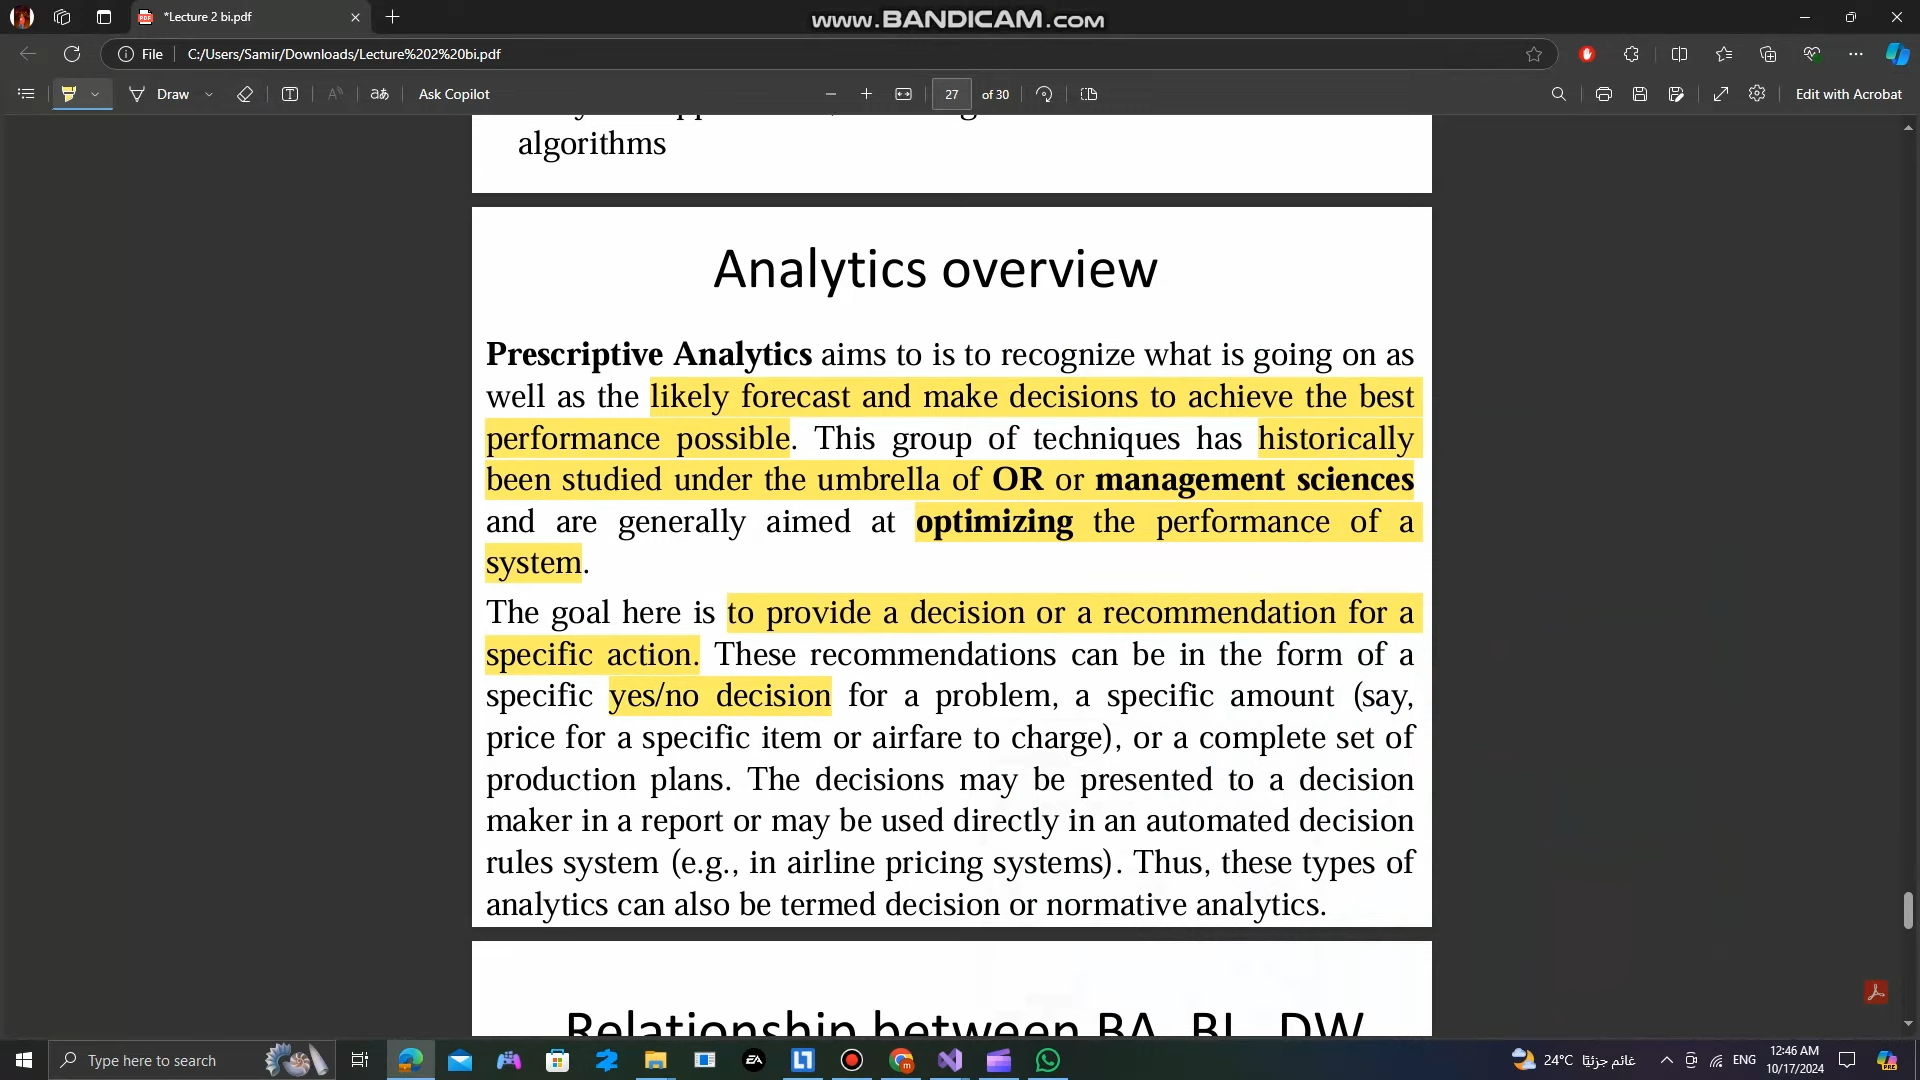 *Lecture 2 bi.pdf
www.BANDICAM.com
File
C:/Users/Samir/Downloads/Lecture%202%20bi.pdf
Draw
aあ
Ask Copilot
27
of 30
Edit with Acrobat
algorithms
Analytics overview
Prescriptive Analytics aims to is to recognize what is going on as
well as the likely forecast and make decisions to achieve the best
performance possible. This group of techniques has historically
been studied under the umbrella of OR or management sciences
and are generally aimed at optimizing the performance of a
system.
The goal here is to provide a decision or a recommendation for a
specific action. These recommendations can be in the form of a
specific yes/no decision for a problem, a specific amount (say,
price for a specific item or airfare to charge), or a complete set of
production plans. The decisions may be presented to a decision
maker in a report or may be used directly in an automated decision
rules system (e.g., in airline pricing systems). Thus, these types of
analytics can also be termed decision or normative analytics.
Relationship between BA, BI, DW
Type here to search
24°C
غائم جزئيًا
ENG
12:46 AM
10/17/2024